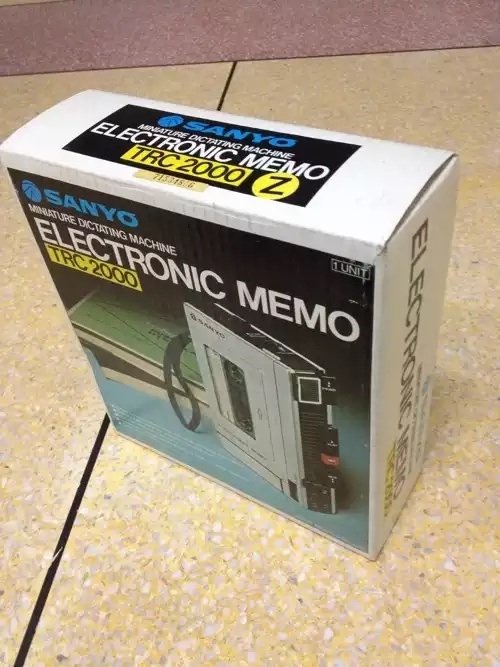 SANYO
MINIATURE DICTATING MACHINE
ELECTRONIC MEMO
TRC 2000 Z
SANYO
MINIATURE DICTATING MACHINE
ELECTRONIC MEMO
TRC 2000
1 UNIT
SANYO
ELECTRONIC MEMO